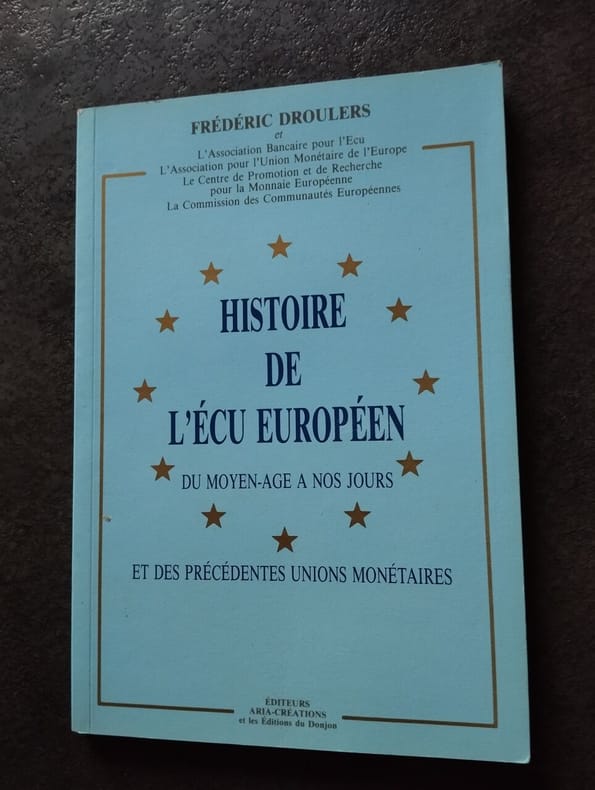 FRÉDÉRIC DROULERS
et
L'Association Bancaire pour l'Ecu
L'Association pour l'Union Monétaire de l'Europe
Le Centre de Promotion et de Recherche
pour la Monnaie Européenne
La Commission des Communautés Européennes
HISTOIRE
DE
L'ÉCU EUROPÉEN
DU MOYEN-AGE A NOS JOURS
ET DES PRÉCÉDENTES UNIONS MONÉTAIRES
ÉDITEURS
ARIA-CRÉATIONS
et les Éditions du Donjon